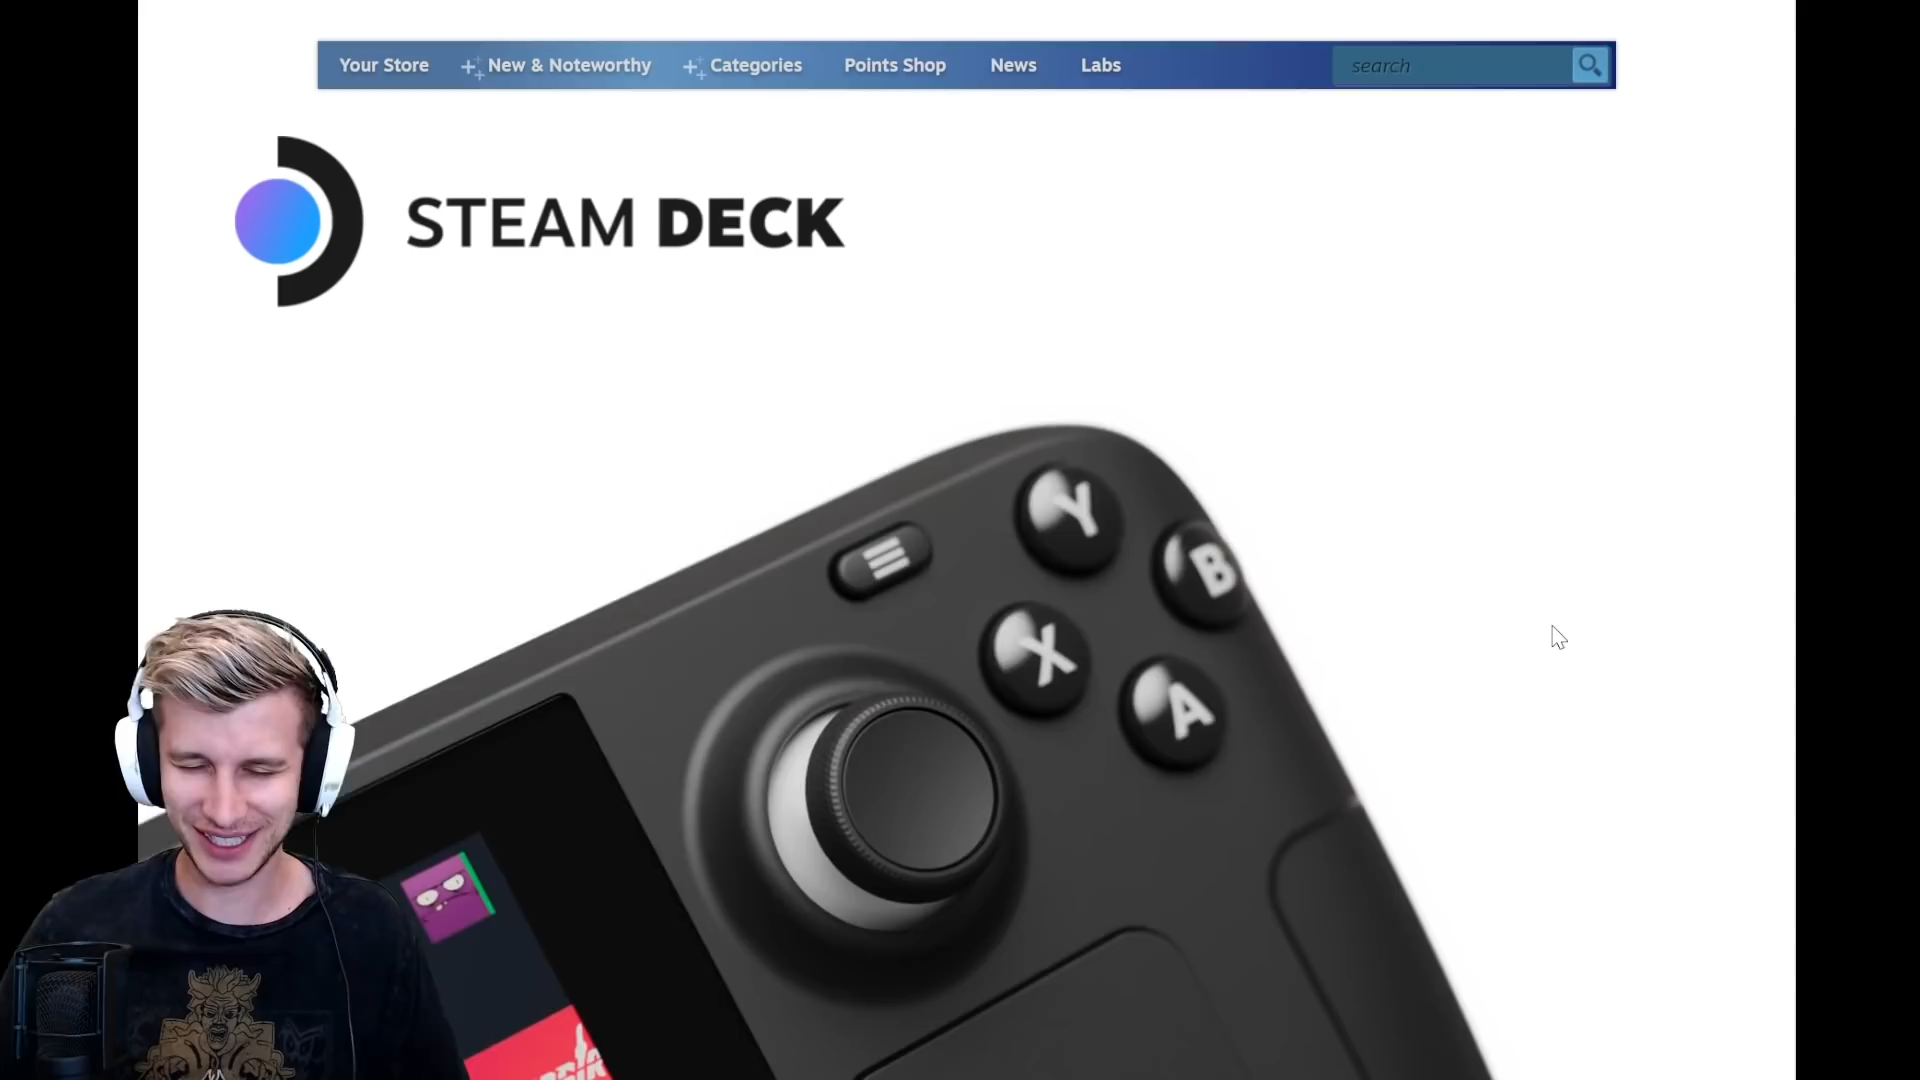 Your Store New & Noteworthy Categories Points Shop News Labs search
STEAM DECK
Y
B
X
A